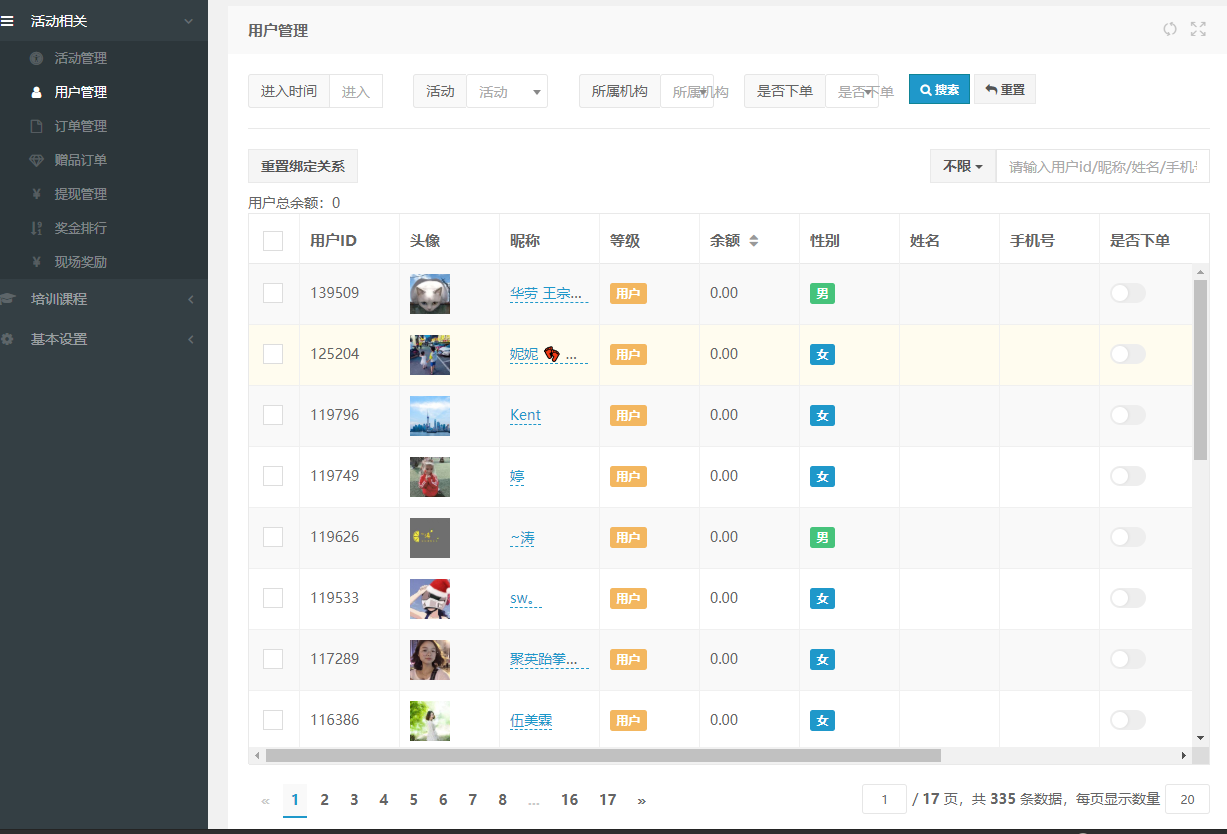 活动相关
活动管理
用户管理
订单管理
赠品订单
提现管理
奖金排行
现场奖励
培训课程
基本设置
用户管理
进入时间 进入 活动 活动 所属机构 所属机构 是否下单 是否下单 搜索 重置
重置绑定关系 不限 请输入用户id/昵称/姓名/手机号
用户总余额：0
用户ID 头像 昵称 等级 余额 性别 姓名 手机号 是否下单
139509 华劳 王宗... 用户 0.00 男
125204 妮妮 👣 ... 用户 0.00 女
119796 Kent 用户 0.00 女
119749 婷 用户 0.00 女
119626 ~涛 用户 0.00 男
119533 sw。 用户 0.00 女
117289 聚英跆拳... 用户 0.00 女
116386 伍美霖 用户 0.00 女
« 1 2 3 4 5 6 7 8 ... 16 17 » 1 / 17 页，共 335 条数据，每页显示数量 20